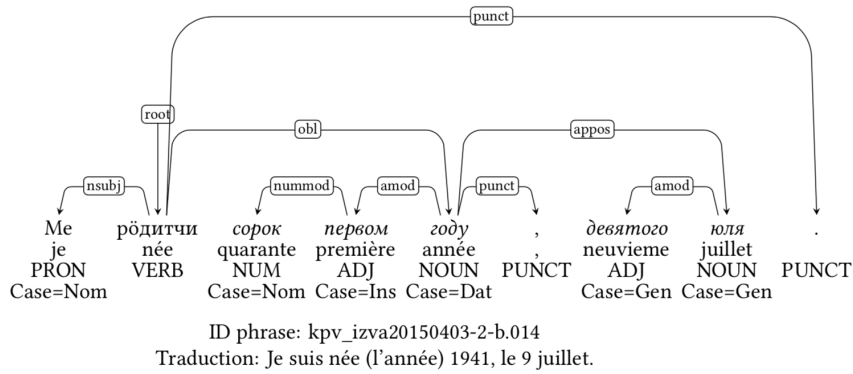 punct
root
obl
appos
nsubj nummod amod punct amod
Ме рӧдитчи сорок первом году , девятого юля .
je née quarante première année , neuvieme juillet
PRON VERB NUM ADJ NOUN PUNCT ADJ NOUN PUNCT
Case=Nom Case=Nom Case=Ins Case=Dat Case=Gen Case=Gen
ID phrase: kpv_izva20150403-2-b.014
Traduction: Je suis née (l’année) 1941, le 9 juillet.